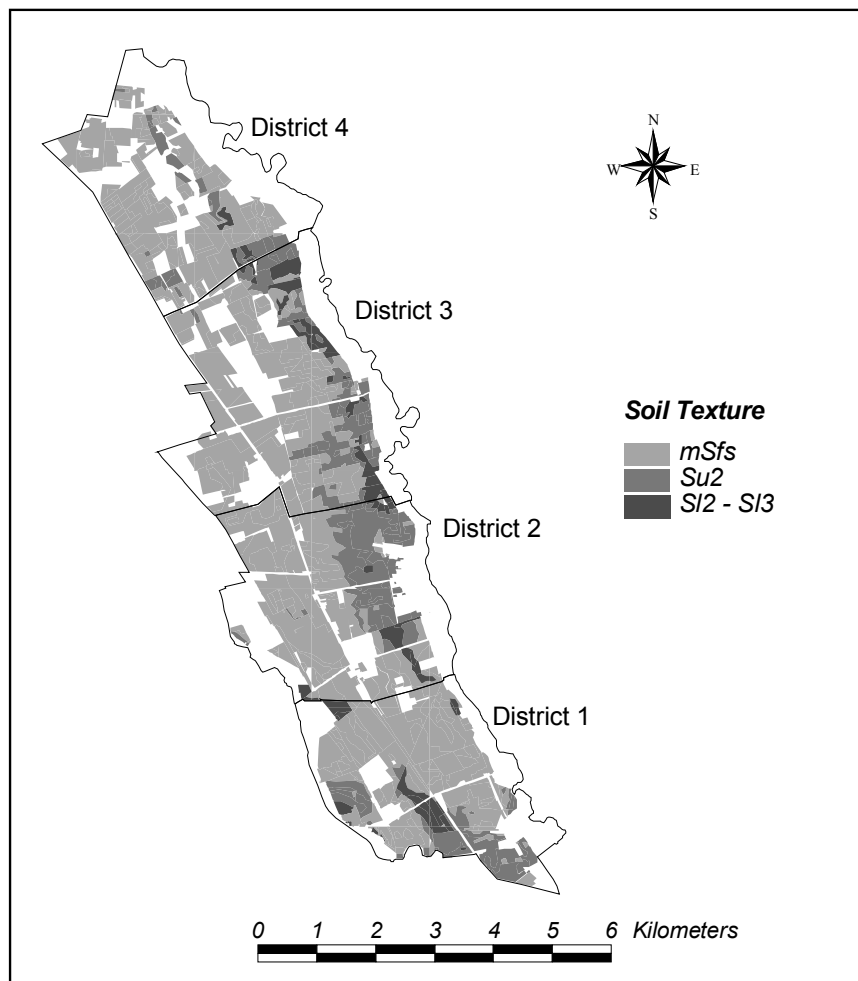 District 4
N
W E
S
District 3
Soil Texture
mSfs
Su2
Sl2 - Sl3
District 2
District 1
0 1 2 3 4 5 6 Kilometers